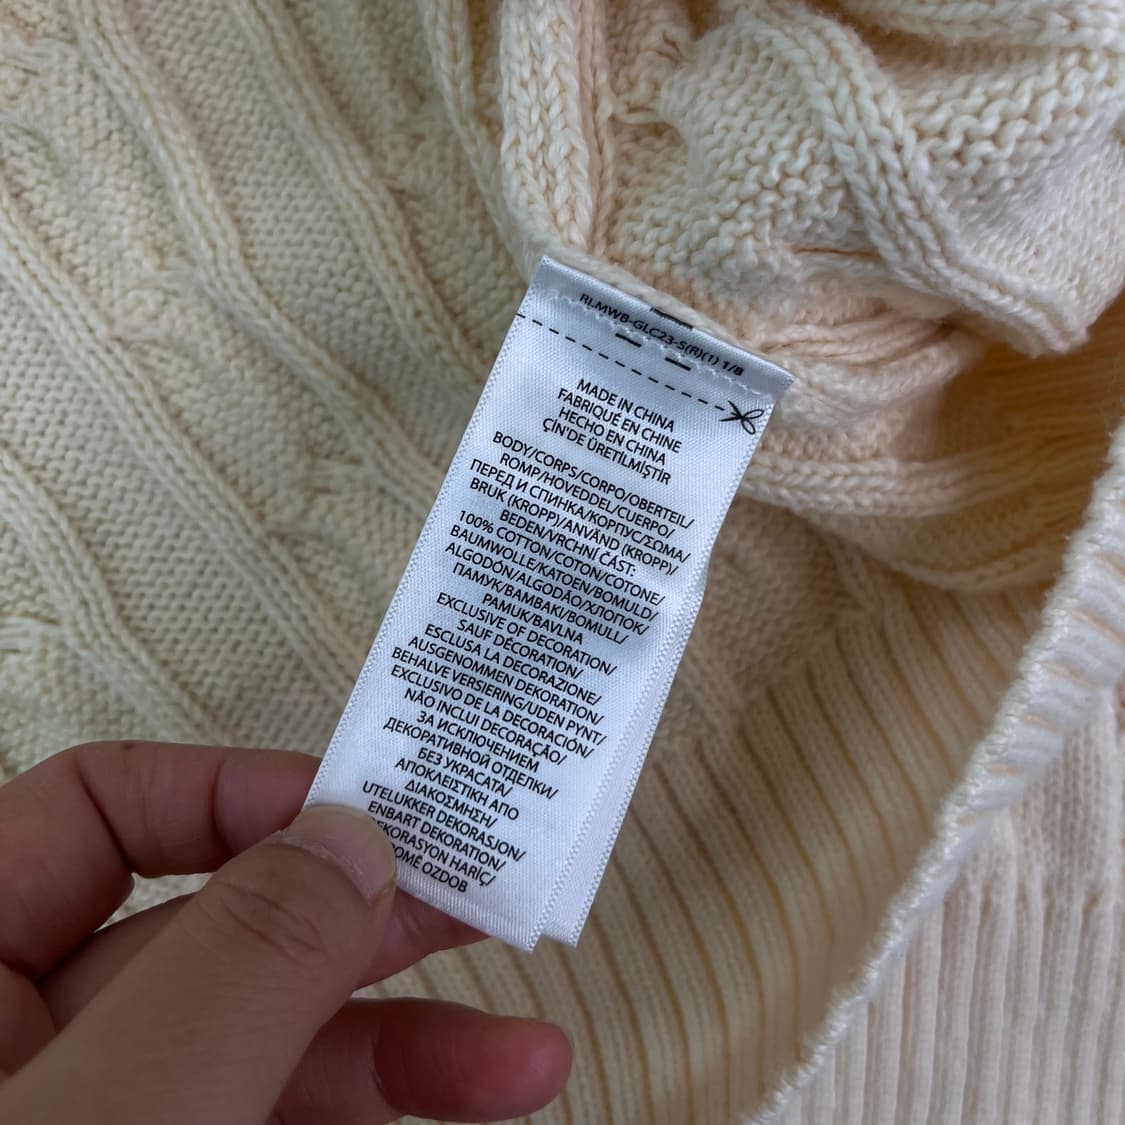 RLMWB-GLC23-S(R)(1) 1/8
MADE IN CHINA
FABRIQUÉ EN CHINE
HECHO EN CHINA
ÇİN'DE ÜRETİLMİŞTİR
BODY/CORPS/CORPO/OBERTEIL/
ROMP/HOVEDDEL/CUERPO/
ПЕРЕД И СПИНКА/КОРПУС/ΣΩΜΑ/
BRUK (KROPP)/ANVÄND (KROPP)/
BEDEN/VRCHNÍ ČÁST:
100% COTTON/COTON/COTONE/
BAUMWOLLE/KATOEN/BOMULD/
ALGODÓN/ALGODÃO/ХЛОПОК/
ПАМУК/ΒΑΜΒΑΚΙ/BOMULL/
PAMUK/BAVLNA
EXCLUSIVE OF DECORATION/
SAUF DÉCORATION/
ESCLUSA LA DECORAZIONE/
AUSGENOMMEN DEKORATION/
BEHALVE VERSIERING/UDEN PYNT/
EXCLUSIVO DE LA DECORACIÓN/
NÃO INCLUI DECORAÇÃO/
ЗА ИСКЛЮЧЕНИЕМ
ДЕКОРАТИВНОЙ ОТДЕЛКИ/
БЕЗ УКРАСАТА/
ΑΠΟΚΛΕΙΣΤΙΚΗ ΑΠΟ
ΔΙΑΚΟΣΜΗΣΗ/
UTELUKKER DEKORASJON/
ENBART DEKORATION/
EKORASYON HARİÇ/
OMĚ OZDOB